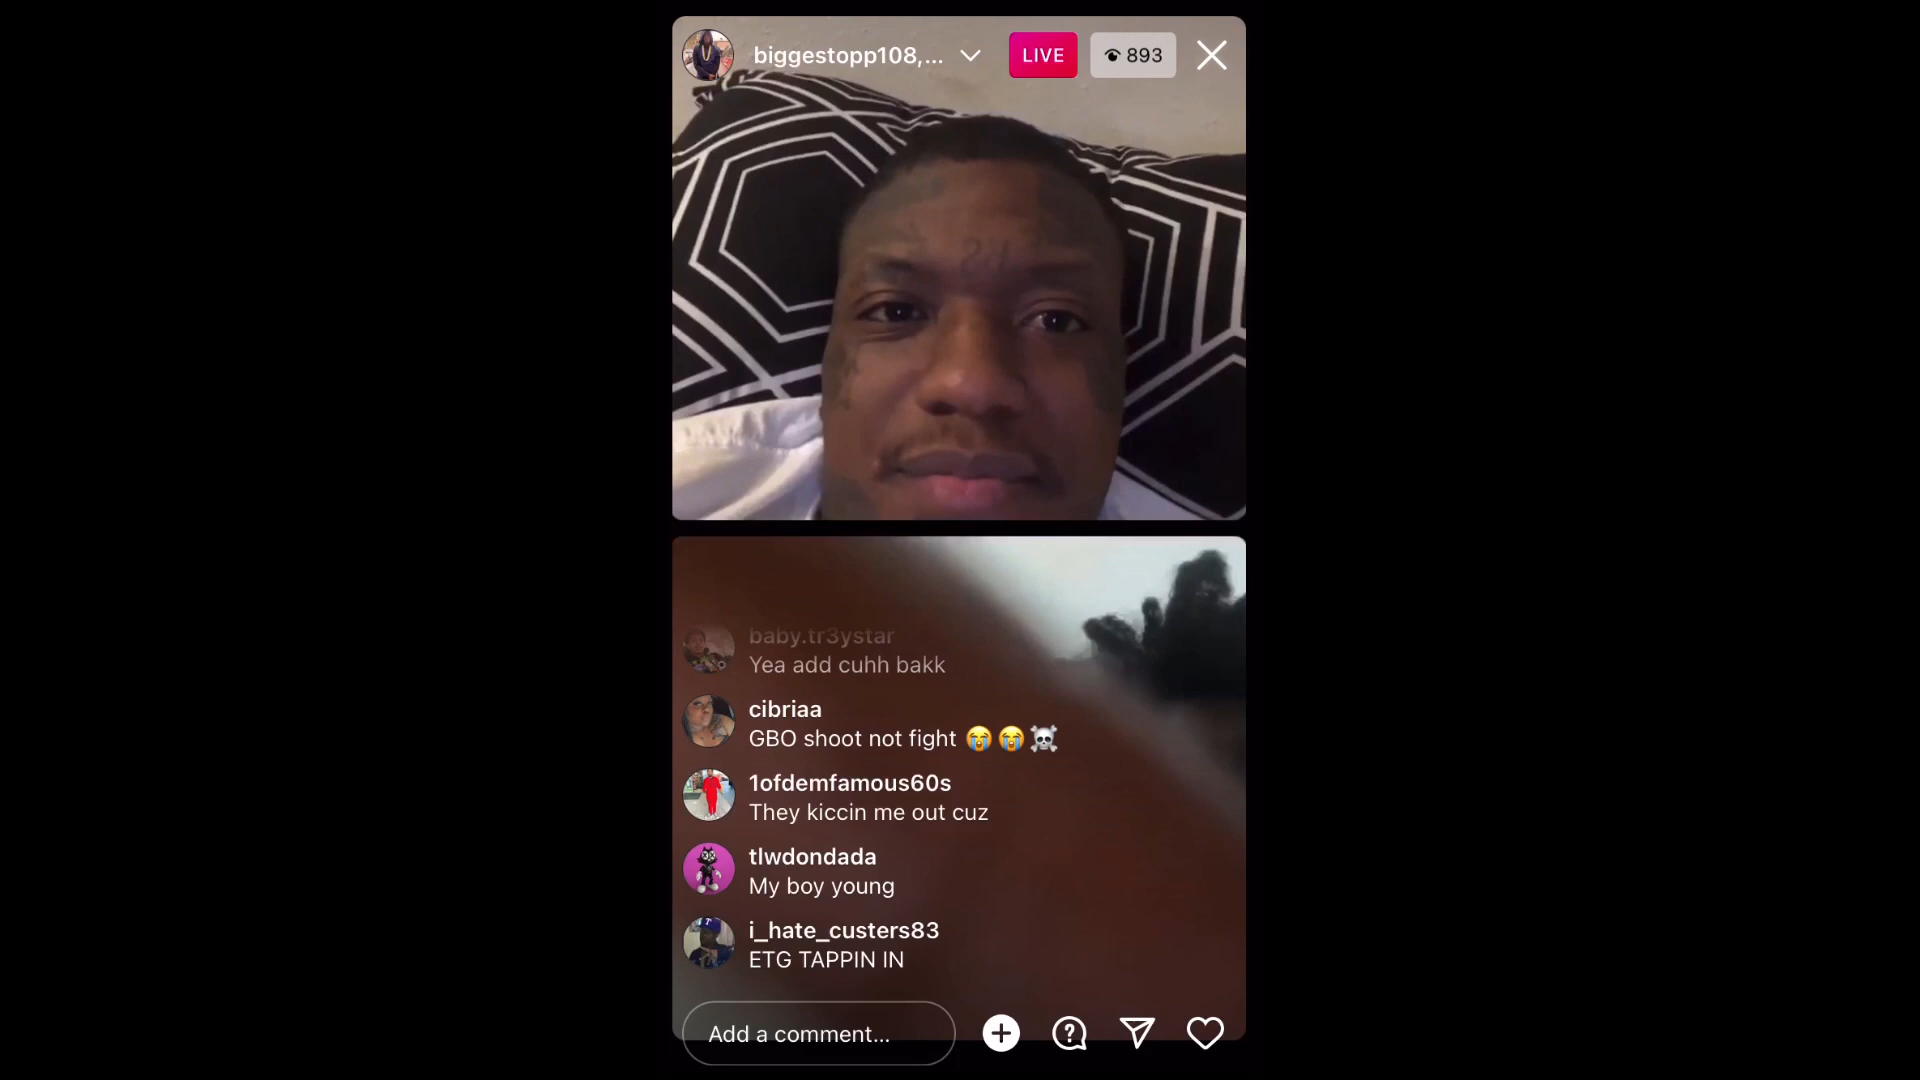 biggestopp108,...
LIVE
893
baby.tr3ystar
Yea add cuhh bakk
cibriaa
GBO shoot not fight 😭😭☠️
1ofdemfamous60s
They kiccin me out cuz
tlwdondada
My boy young
i_hate_custers83
ETG TAPPIN IN
Add a comment...